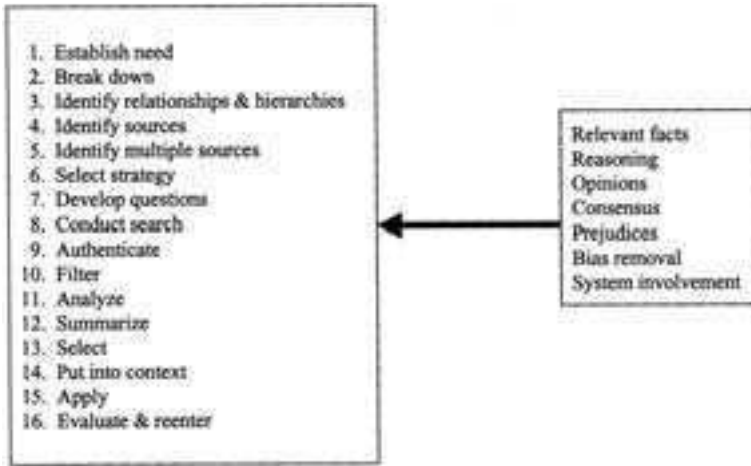 1. Establish need
2. Break down
3. Identify relationships & hierarchies
4. Identify sources
5. Identify multiple sources
6. Select strategy
7. Develop questions
8. Conduct search
9. Authenticate
10. Filter
11. Analyze
12. Summarize
13. Select
14. Put into context
15. Apply
16. Evaluate & reenter
Relevant facts
Reasoning
Opinions
Consensus
Prejudices
Bias removal
System involvement